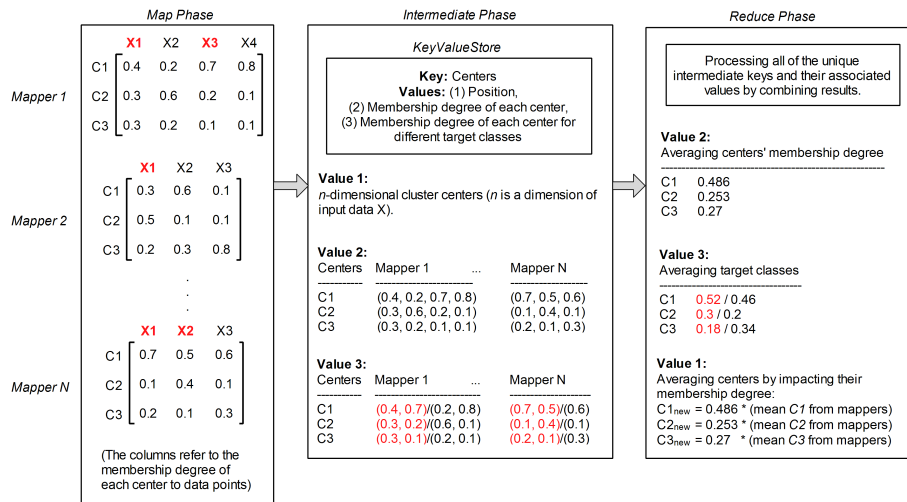 Map Phase
X1 X2 X3 X4
Mapper 1
C1 0.4 0.2 0.7 0.8
C2 0.3 0.6 0.2 0.1
C3 0.3 0.2 0.1 0.1
X1 X2 X3
Mapper 2
C1 0.3 0.6 0.1
C2 0.5 0.1 0.1
C3 0.2 0.3 0.8
.
.
.
X1 X2 X3
Mapper N
C1 0.7 0.5 0.6
C2 0.1 0.4 0.1
C3 0.2 0.1 0.3
(The columns refer to the
membership degree of
each center to data points)
Intermediate Phase
KeyValueStore
Key: Centers
Values: (1) Position,
(2) Membership degree of each center,
(3) Membership degree of each center for
different target classes
Value 1:
n-dimensional cluster centers (n is a dimension of
input data X).
Value 2:
Centers Mapper 1 ... Mapper N
C1 (0.4, 0.2, 0.7, 0.8) (0.7, 0.5, 0.6)
C2 (0.3, 0.6, 0.2, 0.1) (0.1, 0.4, 0.1)
C3 (0.3, 0.2, 0.1, 0.1) (0.2, 0.1, 0.3)
Value 3:
Centers Mapper 1 ... Mapper N
C1 (0.4, 0.7)/(0.2, 0.8) (0.7, 0.5)/(0.6)
C2 (0.3, 0.2)/(0.6, 0.1) (0.1, 0.4)/(0.1)
C3 (0.3, 0.1)/(0.2, 0.1) (0.2, 0.1)/(0.3)
Reduce Phase
Processing all of the unique
intermediate keys and their associated
values by combining results.
Value 2:
Averaging centers' membership degree
C1 0.486
C2 0.253
C3 0.27
Value 3:
Averaging target classes
C1 0.52 / 0.46
C2 0.3 / 0.2
C3 0.18 / 0.34
Value 1:
Averaging centers by impacting their
membership degree:
C1new = 0.486 * (mean C1 from mappers)
C2new = 0.253 * (mean C2 from mappers)
C3new = 0.27 * (mean C3 from mappers)